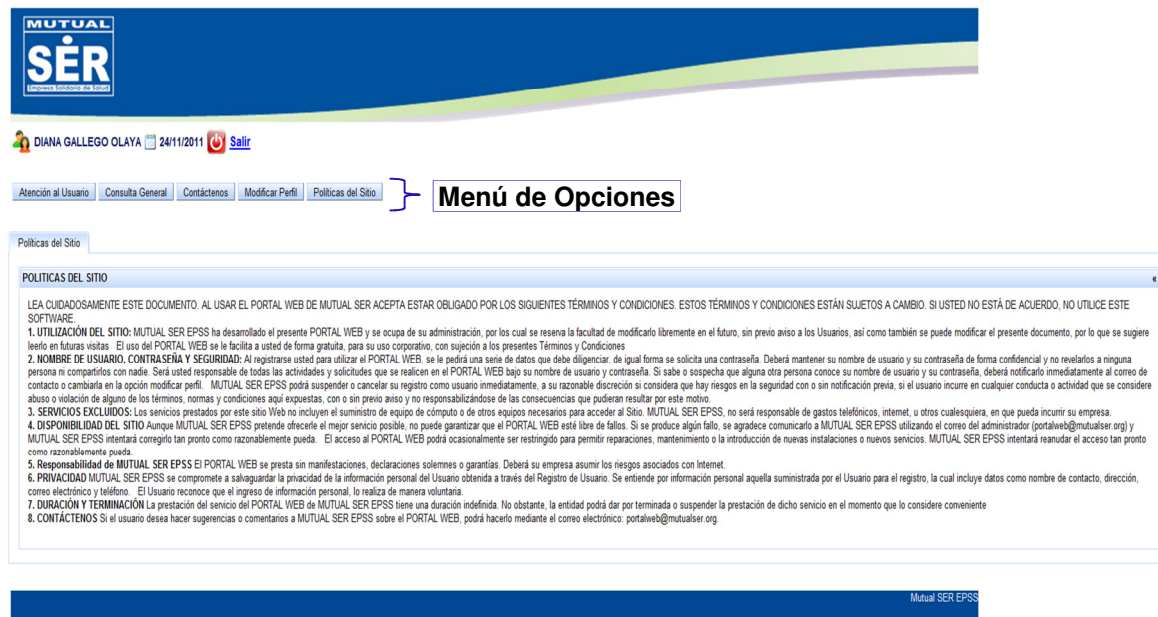 MUTUAL
SÉR
Empresa Solidaria de Salud
DIANA GALLEGO OLAYA 24/11/2011 Salir
Atención al Usuario Consulta General Contáctenos Modificar Perfil Políticas del Sitio Menú de Opciones
Políticas del Sitio
POLITICAS DEL SITIO «
LEA CUIDADOSAMENTE ESTE DOCUMENTO. AL USAR EL PORTAL WEB DE MUTUAL SER ACEPTA ESTAR OBLIGADO POR LOS SIGUIENTES TÉRMINOS Y CONDICIONES. ESTOS TÉRMINOS Y CONDICIONES ESTÁN SUJETOS A CAMBIO. SI USTED NO ESTÁ DE ACUERDO, NO UTILICE ESTE
SOFTWARE.
1. UTILIZACIÓN DEL SITIO: MUTUAL SER EPSS ha desarrollado el presente PORTAL WEB y se ocupa de su administración, por los cual se resena la facultad de modificarlo libremente en el futuro, sin previo aviso a los Usuarios, así como también se puede modificar el presente documento, por lo que se sugiere
leerlo en futuras visitas El uso del PORTAL WEB se le facilita a usted de forma gratuita, para su uso corporativo, con sujeción a los presentes Términos y Condiciones
2. NOMBRE DE USUARIO, CONTRASEÑA Y SEGURIDAD: Al registrarse usted para utilizar el PORTAL WEB, se le pedirá una serie de datos que debe diligenciar, de igual forma se solicita una contraseña. Deberá mantener su nombre de usuario y su contraseña de forma confidencial y no revelarlos a ninguna
persona ni compartirlos con nadie. Será usted responsable de todas las actividades y solicitudes que se realicen en el PORTAL WEB bajo su nombre de usuario y contraseña. Si sabe o sospecha que alguna otra persona conoce su nombre de usuario y su contraseña, deberá notificarlo inmediatamente al correo de
contacto o cambiarla en la opción modificar perfil. MUTUAL SER EPSS podrá suspender o cancelar su registro como usuario inmediatamente, a su razonable discreción si considera que hay riesgos en la seguridad con o sin notificación previa, si el usuario incurre en cualquier conducta o actividad que se considere
abuso o violación de alguno de los términos, normas y condiciones aquí expuestas, con o sin previo aviso y no responsabilizándose de las consecuencias que pudieran resultar por este motivo.
3. SERVICIOS EXCLUIDOS: Los servicios prestados por este sitio Web no incluyen el suministro de equipo de cómputo o de otros equipos necesarios para acceder al Sitio. MUTUAL SER EPSS, no será responsable de gastos telefónicos, internet, u otros cualesquiera, en que pueda incurrir su empresa.
4. DISPONIBILIDAD DEL SITIO Aunque MUTUAL SER EPSS pretende ofrecerle el mejor servicio posible, no puede garantizar que el PORTAL WEB esté libre de fallos. Si se produce algún fallo, se agradece comunicarlo a MUTUAL SER EPSS utilizando el correo del administrador (portalweb@mutualser.org) y
MUTUAL SER EPSS intentará corregirlo tan pronto como razonablemente pueda. El acceso al PORTAL WEB podrá ocasionalmente ser restringido para permitir reparaciones, mantenimiento o la introducción de nuevas instalaciones o nuevos servicios. MUTUAL SER EPSS intentará reanudar el acceso tan pronto
como razonablemente pueda.
5. Responsabilidad de MUTUAL SER EPSS El PORTAL WEB se presta sin manifestaciones, declaraciones solemnes o garantías. Deberá su empresa asumir los riesgos asociados con Internet.
6. PRIVACIDAD MUTUAL SER EPSS se compromete a salvaguardar la privacidad de la información personal del Usuario obtenida a través del Registro de Usuario. Se entiende por información personal aquella suministrada por el Usuario para el registro, la cual incluye datos como nombre de contacto, dirección,
correo electrónico y teléfono. El Usuario reconoce que el ingreso de información personal, lo realiza de manera voluntaria.
7. DURACIÓN Y TERMINACIÓN La prestación del servicio del PORTAL WEB de MUTUAL SER EPSS tiene una duración indefinida. No obstante, la entidad podrá dar por terminada o suspender la prestación de dicho servicio en el momento que lo considere conveniente
8. CONTÁCTENOS Si el usuario desea hacer sugerencias o comentarios a MUTUAL SER EPSS sobre el PORTAL WEB, podrá hacerlo mediante el correo electrónico: portalweb@mutualser.org.
Mutual SER EPSS